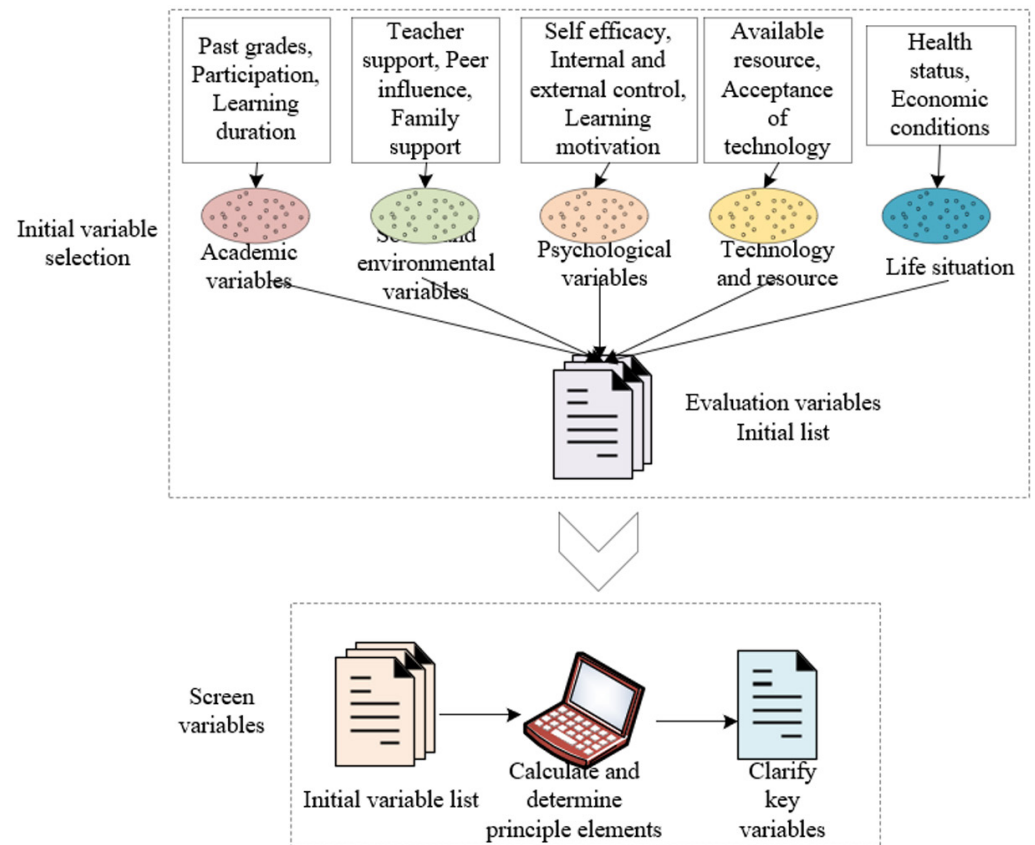 Past grades,
Participation,
Learning
duration
Teacher
support, Peer
influence,
Family
support
Self efficacy,
Internal and
external control,
Learning
motivation
Available
resource,
Acceptance
of
technology
Health
status,
Economic
conditions
Initial variable
selection
Academic
variables
and
environmental
variables
Psychological
variables
Technology
and resource
Life situation
Evaluation variables
Initial list
Screen
variables
Initial variable list
Calculate and
determine
principle elements
Clarify
key
variables